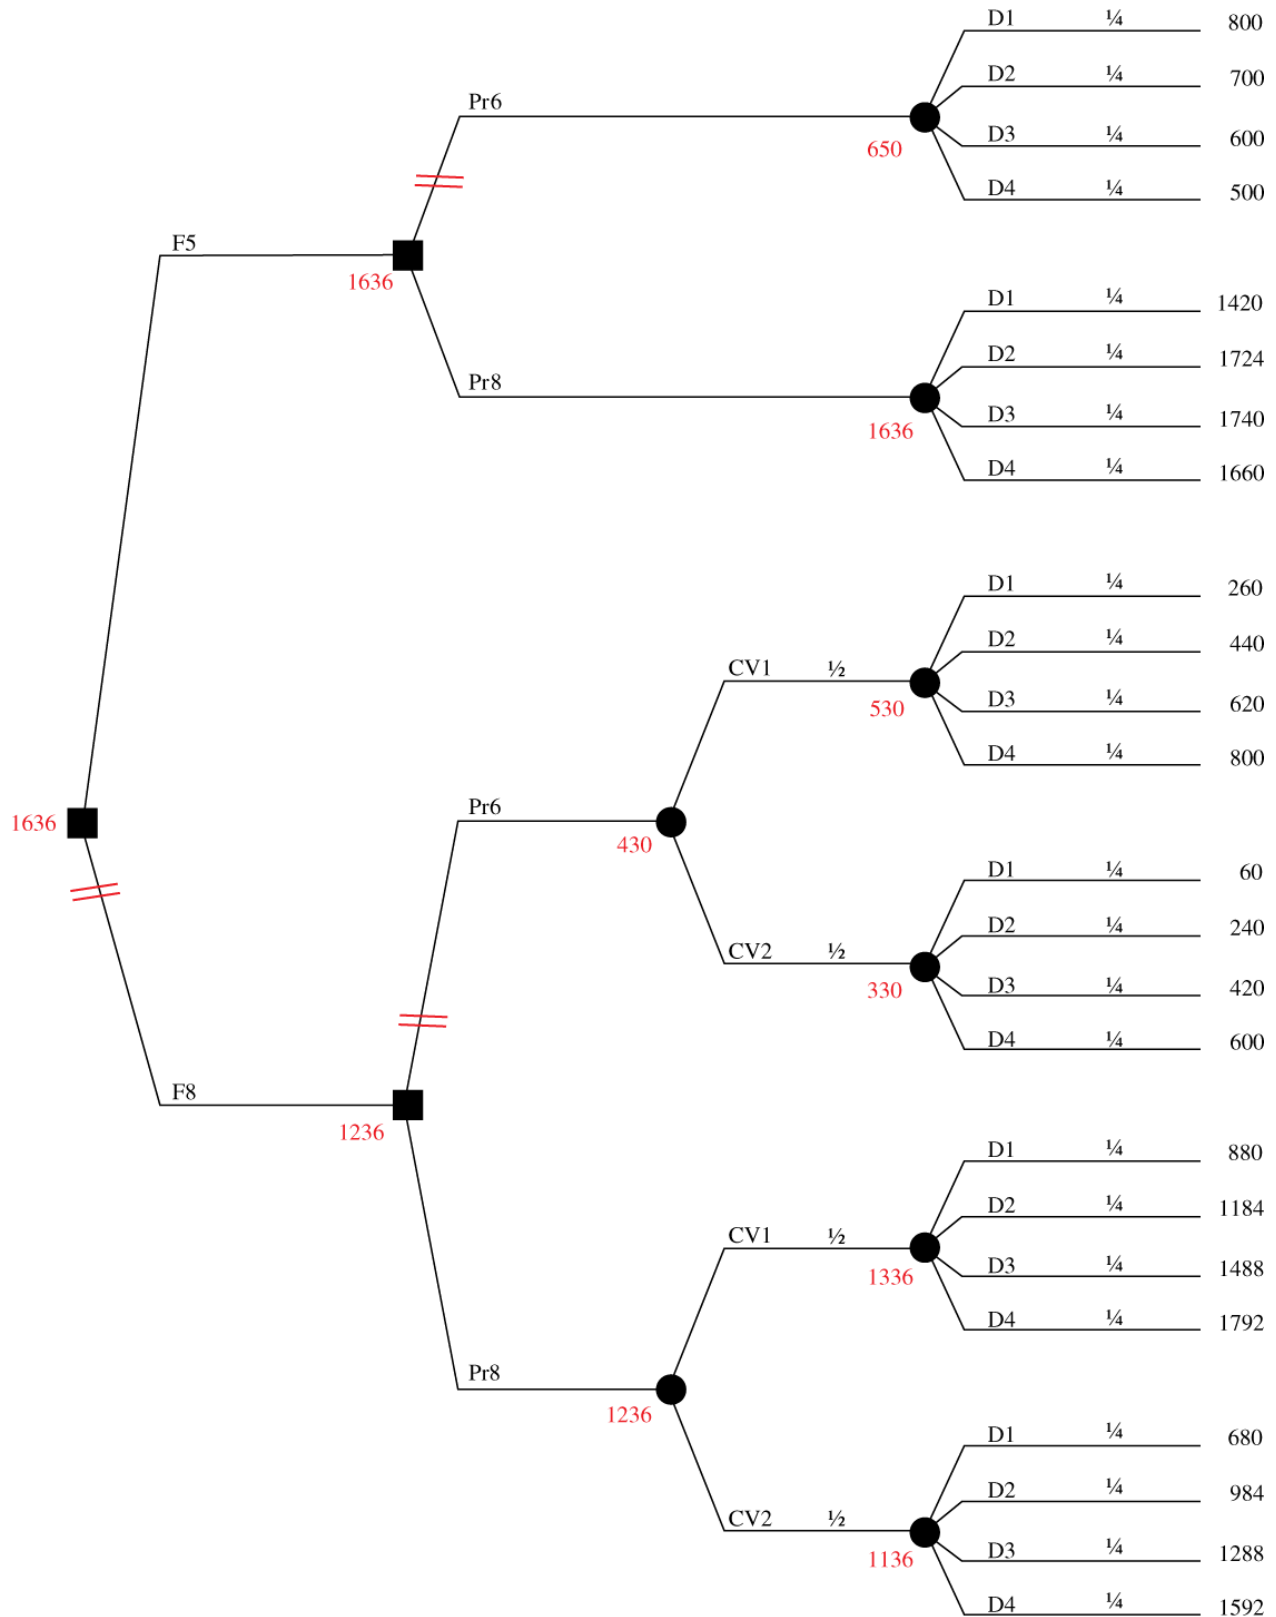 D1 ¼ 800
D2 ¼ 700
Pr6
D3 ¼ 600
650
D4 ¼ 500
F5
1636
D1 ¼ 1420
D2 ¼ 1724
Pr8
D3 ¼ 1740
1636
D4 ¼ 1660
D1 ¼ 260
D2 ¼ 440
CV1 ½
D3 ¼ 620
530
D4 ¼ 800
Pr6
1636
430
D1 ¼ 60
D2 ¼ 240
CV2 ½
D3 ¼ 420
330
D4 ¼ 600
F8
1236
D1 ¼ 880
D2 ¼ 1184
CV1 ½
D3 ¼ 1488
1336
D4 ¼ 1792
Pr8
1236
D1 ¼ 680
D2 ¼ 984
CV2 ½
D3 ¼ 1288
1136
D4 ¼ 1592